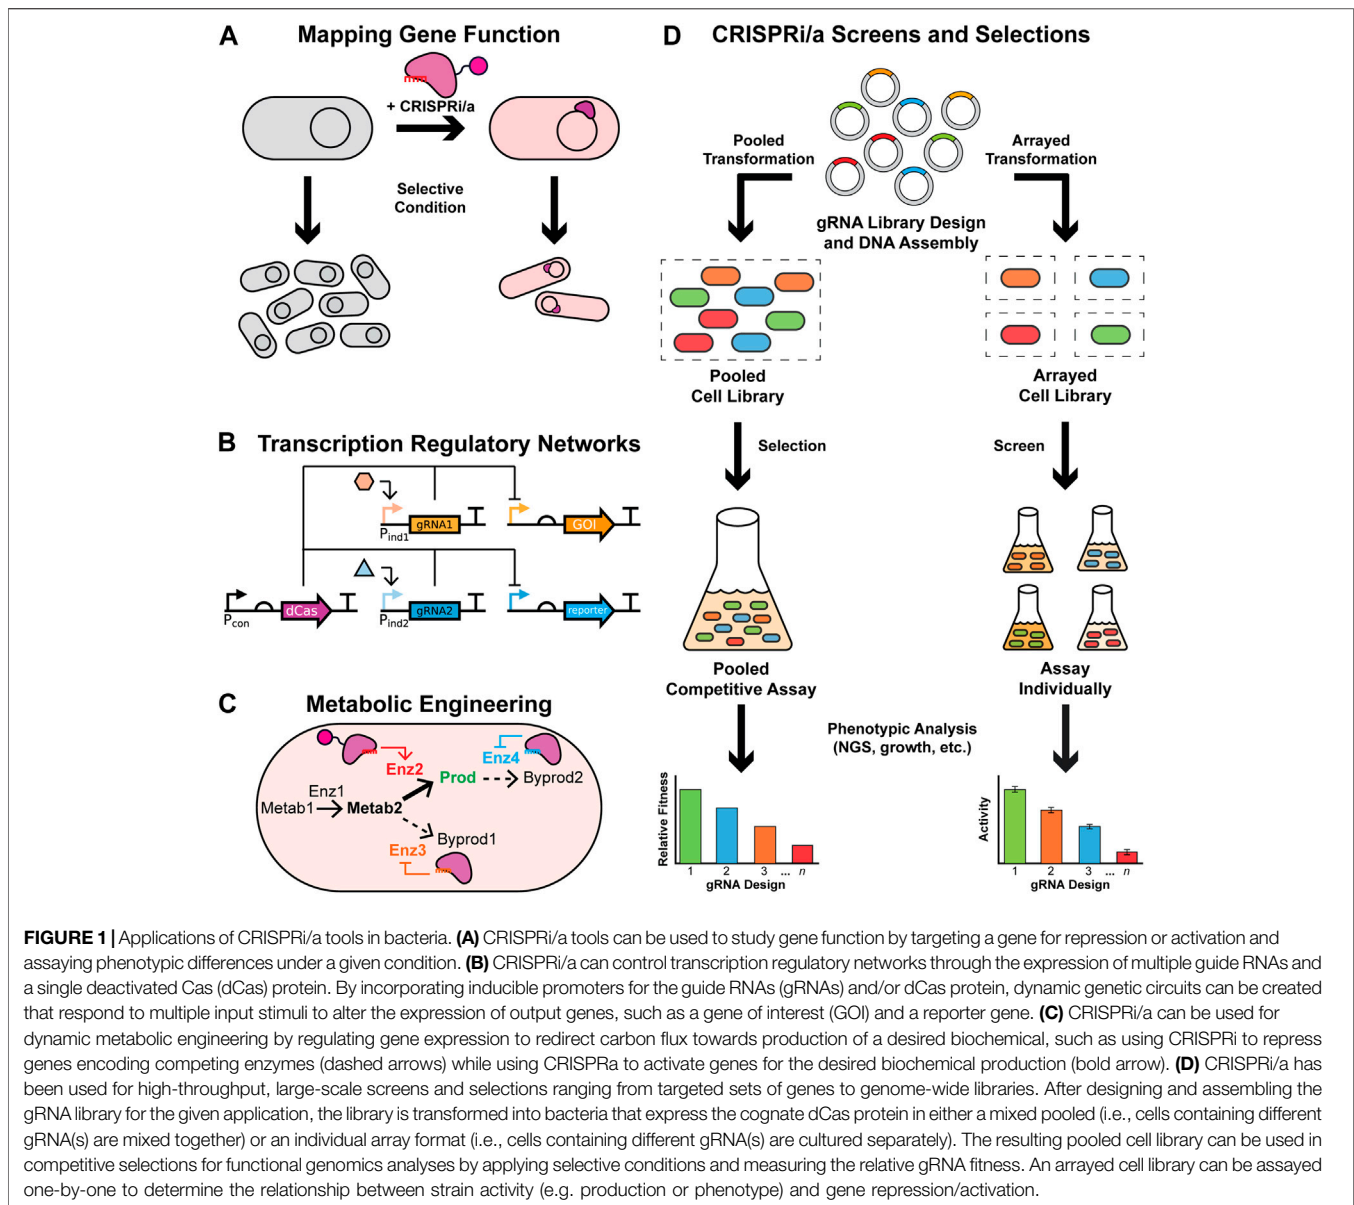 A Mapping Gene Function
+ CRISPRi/a
Selective
Condition
B Transcription Regulatory Networks
Pind1
gRNA1
GOI
Pcon
dCas
Pind2
gRNA2
reporter
C Metabolic Engineering
Enz2
Enz4
Prod
Byprod2
Enz1
Metab1
Metab2
Byprod1
Enz3
D CRISPRi/a Screens and Selections
Pooled
Transformation
Arrayed
Transformation
gRNA Library Design
and DNA Assembly
Pooled
Cell Library
Arrayed
Cell Library
Selection
Screen
Pooled
Competitive Assay
Assay
Individually
Phenotypic Analysis
(NGS, growth, etc.)
Relative Fitness
1 2 3 ... n
gRNA Design
Activity
1 2 3 ... n
gRNA Design
FIGURE 1 | Applications of CRISPRi/a tools in bacteria. (A) CRISPRi/a tools can be used to study gene function by targeting a gene for repression or activation and
assaying phenotypic differences under a given condition. (B) CRISPRi/a can control transcription regulatory networks through the expression of multiple guide RNAs and
a single deactivated Cas (dCas) protein. By incorporating inducible promoters for the guide RNAs (gRNAs) and/or dCas protein, dynamic genetic circuits can be created
that respond to multiple input stimuli to alter the expression of output genes, such as a gene of interest (GOI) and a reporter gene. (C) CRISPRi/a can be used for
dynamic metabolic engineering by regulating gene expression to redirect carbon flux towards production of a desired biochemical, such as using CRISPRi to repress
genes encoding competing enzymes (dashed arrows) while using CRISPRa to activate genes for the desired biochemical production (bold arrow). (D) CRISPRi/a has
been used for high-throughput, large-scale screens and selections ranging from targeted sets of genes to genome-wide libraries. After designing and assembling the
gRNA library for the given application, the library is transformed into bacteria that express the cognate dCas protein in either a mixed pooled (i.e., cells containing different
gRNA(s) are mixed together) or an individual array format (i.e., cells containing different gRNA(s) are cultured separately). The resulting pooled cell library can be used in
competitive selections for functional genomics analyses by applying selective conditions and measuring the relative gRNA fitness. An arrayed cell library can be assayed
one-by-one to determine the relationship between strain activity (e.g. production or phenotype) and gene repression/activation.